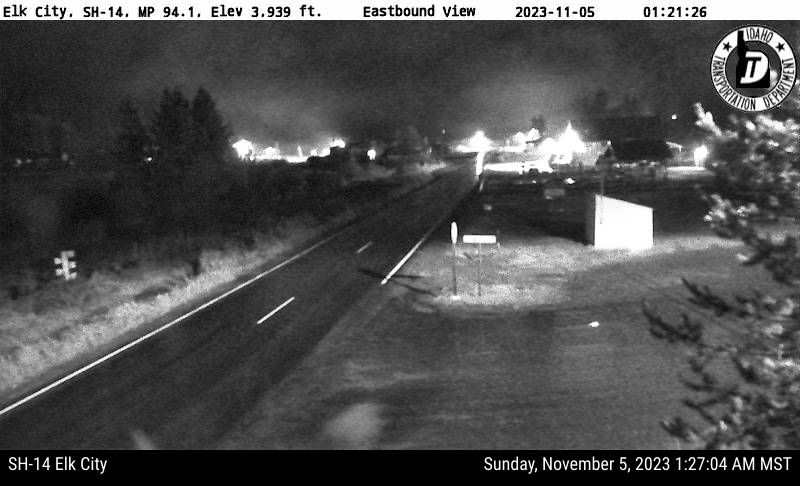 Elk City, SH-14, MP 94.1, Elev 3,939 ft. Eastbound View 2023-11-05 01:21:26
IDAHO
TRANSPORTATION DEPARTMENT
SH-14 Elk City Sunday, November 5, 2023 1:27:04 AM MST